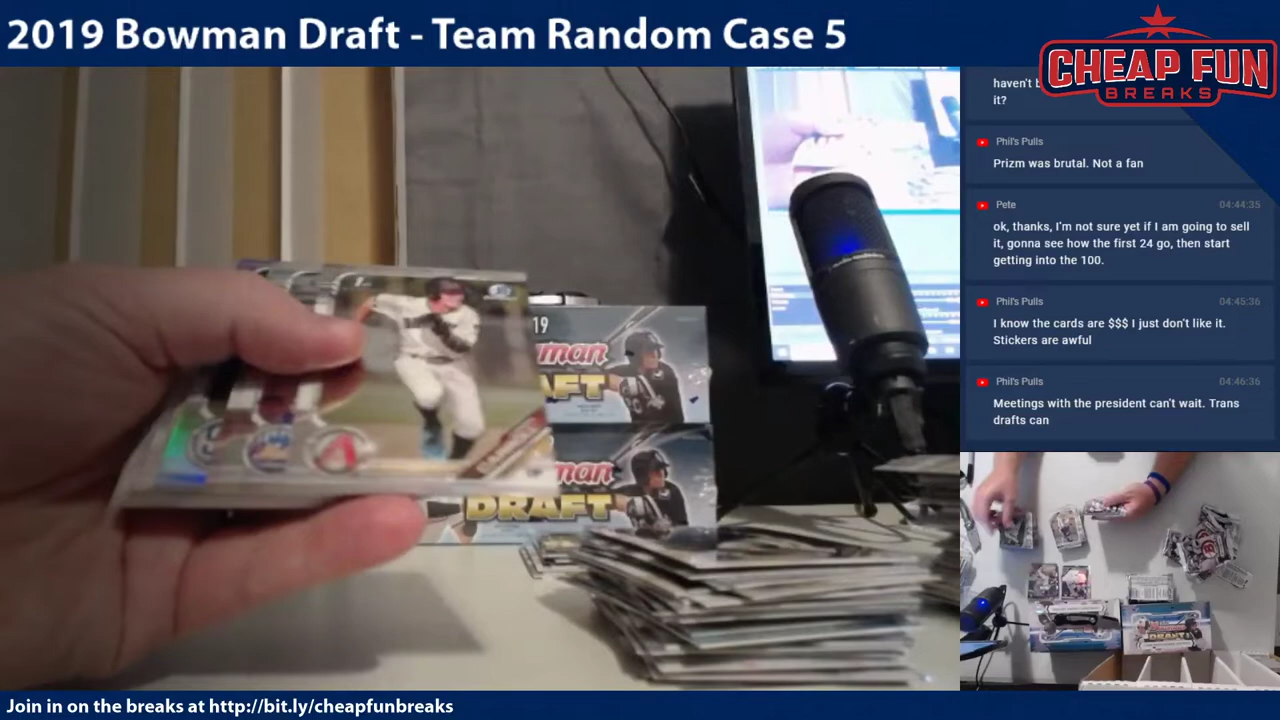 2019 Bowman Draft - Team Random Case 5
CHEAP FUN
BREAKS
it?
Phil's Pulls
Prizm was brutal. Not a fan
Pete
04:44:35
ok, thanks, I'm not sure yet if I am going to sell
it, gonna see how the first 24 go, then start
getting into the 100.
Phil's Pulls
04:45:36
I know the cards are $$$ I just don't like it.
Stickers are awful
Phil's Pulls
04:46:36
Meetings with the president can't wait. Trans
drafts can
19
man
AFT
man
DRAFT
DRAFT
Join in on the breaks at http://bit.ly/cheapfunbreaks